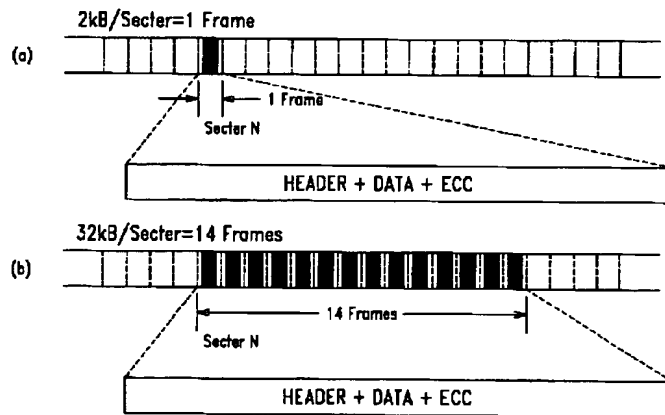 2kB/Secter=1 Frame
(a)
1 Frame
Secter N
HEADER + DATA + ECC
32kB/Secter=14 Frames
(b)
14 Frames
Secter N
HEADER + DATA + ECC